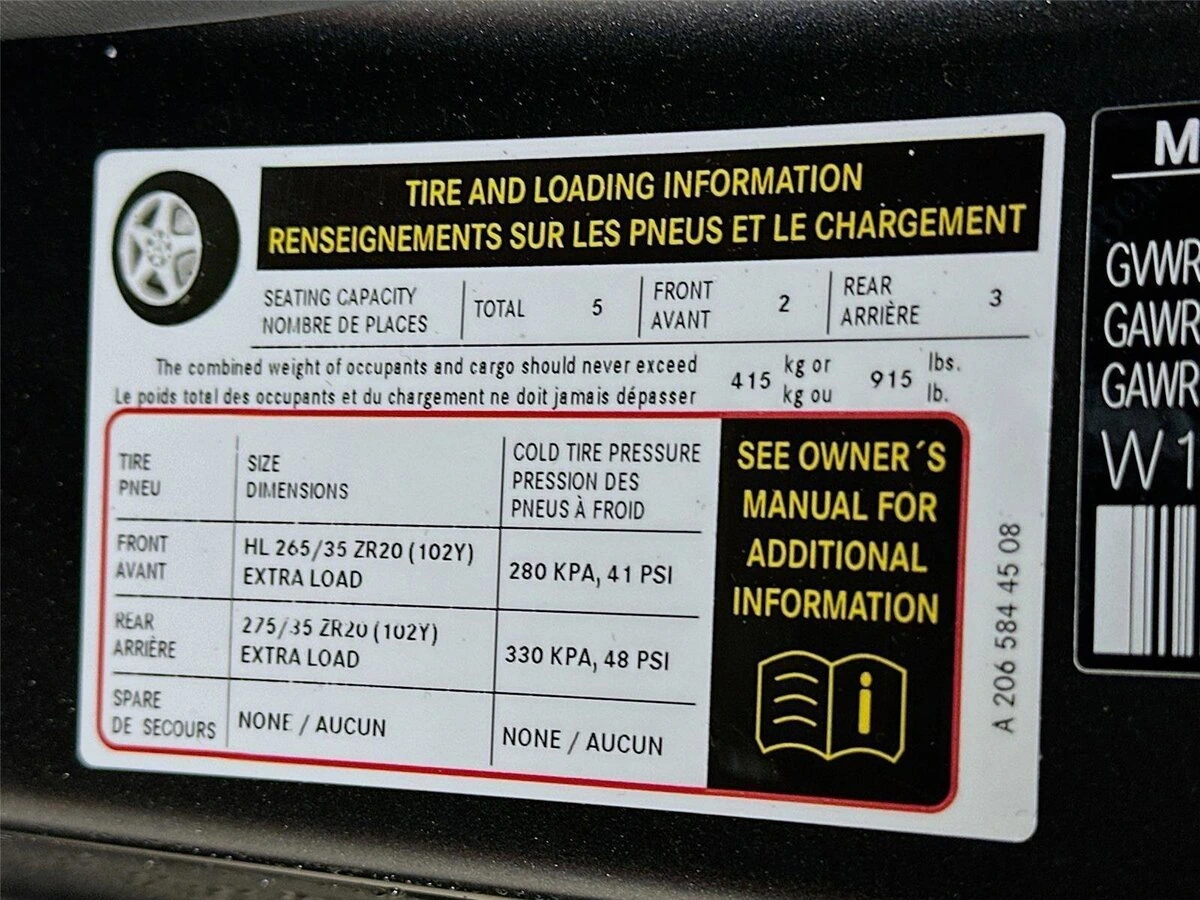 TIRE AND LOADING INFORMATION
RENSEIGNEMENTS SUR LES PNEUS ET LE CHARGEMENT
SEATING CAPACITY
NOMBRE DE PLACES
TOTAL 5
FRONT
AVANT
2
REAR
ARRIÈRE
3
The combined weight of occupants and cargo should never exceed
Le poids total des occupants et du chargement ne doit jamais dépasser
415
kg or
kg ou
915
lbs.
lb.
TIRE
PNEU
SIZE
DIMENSIONS
COLD TIRE PRESSURE
PRESSION DES
PNEUS À FROID
FRONT
AVANT
HL 265/35 ZR20 (102Y)
EXTRA LOAD
280 KPA, 41 PSI
REAR
ARRIÈRE
275/35 ZR20 (102Y)
EXTRA LOAD
330 KPA, 48 PSI
SPARE
DE SECOURS
NONE / AUCUN
NONE / AUCUN
SEE OWNER´S
MANUAL FOR
ADDITIONAL
INFORMATION
i
A 206 584 45 08
M
GVWR
GAWR
GAWR
W1